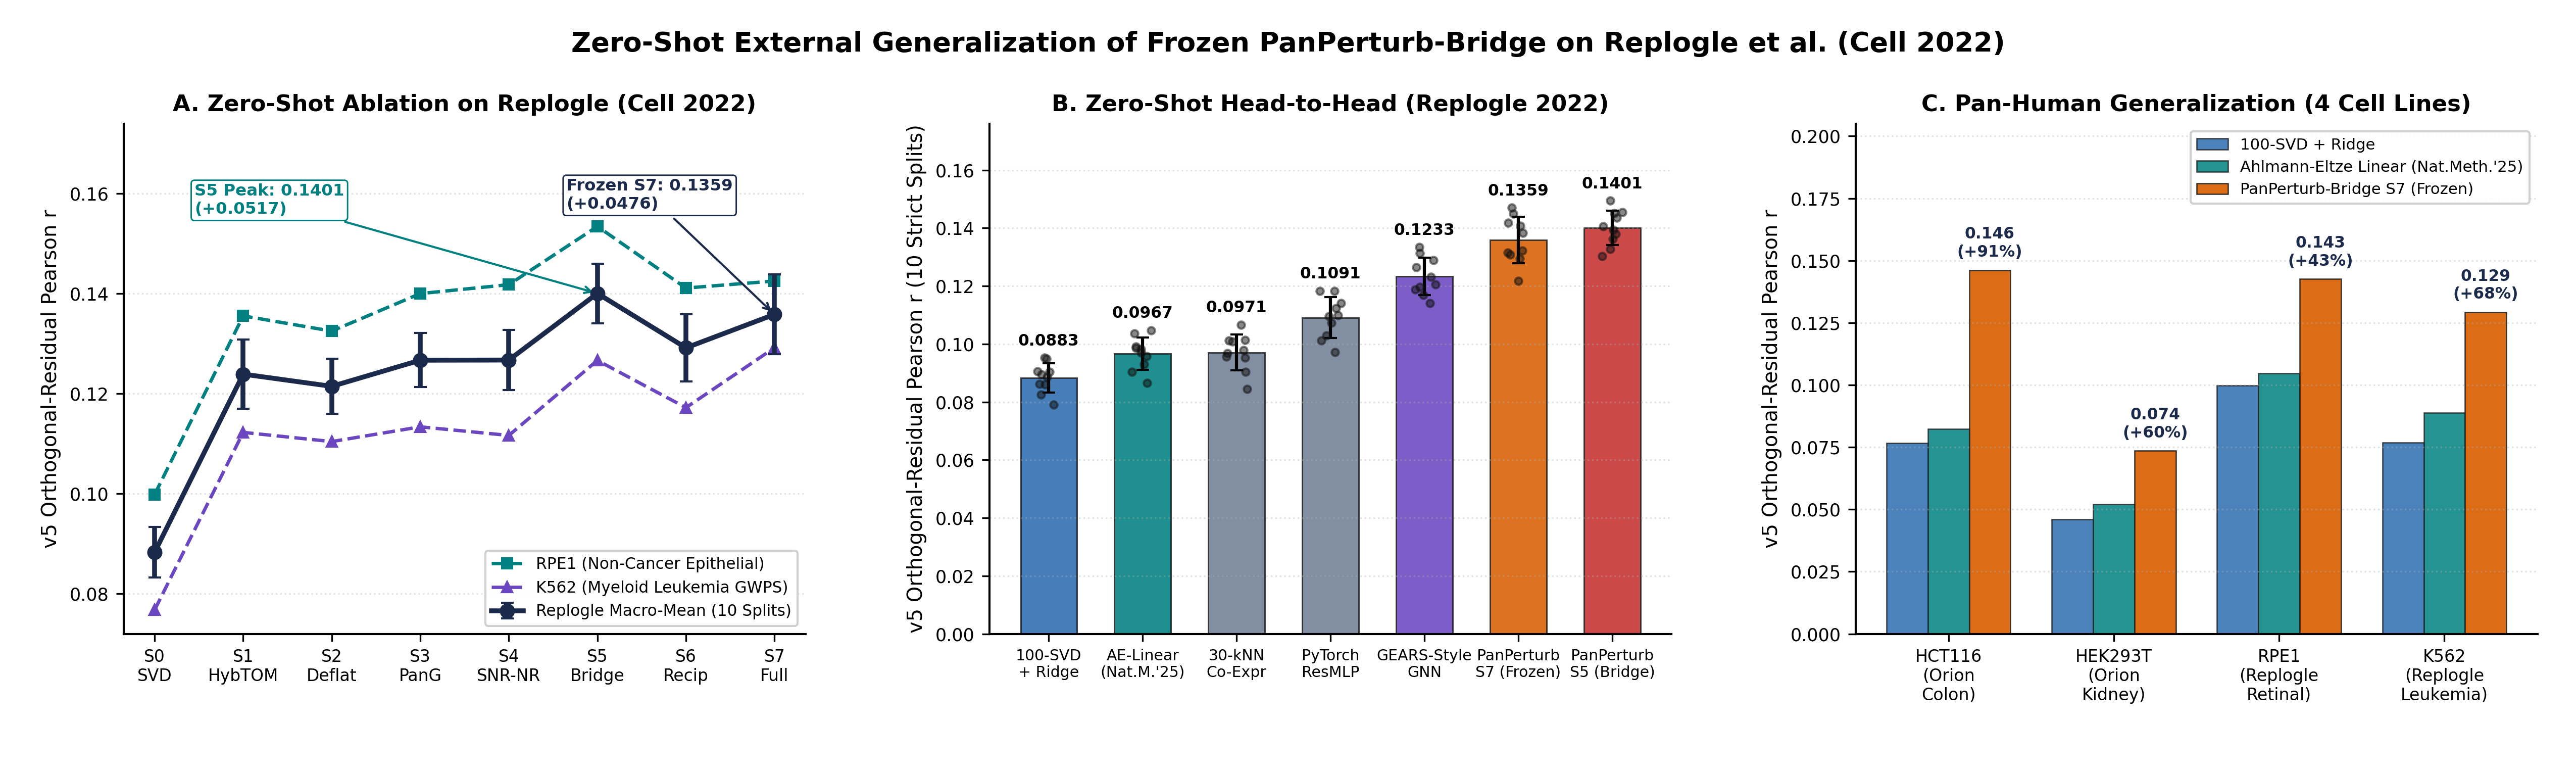 Zero-Shot External Generalization of Frozen PanPerturb-Bridge on Replogle et al. (Cell 2022)
A. Zero-Shot Ablation on Replogle (Cell 2022)
v5 Orthogonal-Residual Pearson r
0.16
0.14
0.12
0.10
0.08
S5 Peak: 0.1401
(+0.0517)
Frozen S7: 0.1359
(+0.0476)
RPE1 (Non-Cancer Epithelial)
K562 (Myeloid Leukemia GWPS)
Replogle Macro-Mean (10 Splits)
S0
SVD
S1
HybTOM
S2
Deflat
S3
PanG
S4
SNR-NR
S5
Bridge
S6
Recip
S7
Full
B. Zero-Shot Head-to-Head (Replogle 2022)
v5 Orthogonal-Residual Pearson r (10 Strict Splits)
0.16
0.14
0.12
0.10
0.08
0.06
0.04
0.02
0.00
0.0883
0.0967
0.0971
0.1091
0.1233
0.1359
0.1401
100-SVD
+ Ridge
AE-Linear
(Nat.M.'25)
30-kNN
Co-Expr
PyTorch
ResMLP
GEARS-Style
GNN
PanPerturb
S7 (Frozen)
PanPerturb
S5 (Bridge)
C. Pan-Human Generalization (4 Cell Lines)
v5 Orthogonal-Residual Pearson r
0.200
0.175
0.150
0.125
0.100
0.075
0.050
0.025
0.000
100-SVD + Ridge
Ahlmann-Eltze Linear (Nat.Meth.'25)
PanPerturb-Bridge S7 (Frozen)
0.146
(+91%)
0.074
(+60%)
0.143
(+43%)
0.129
(+68%)
HCT116
(Orion
Colon)
HEK293T
(Orion
Kidney)
RPE1
(Replogle
Retinal)
K562
(Replogle
Leukemia)